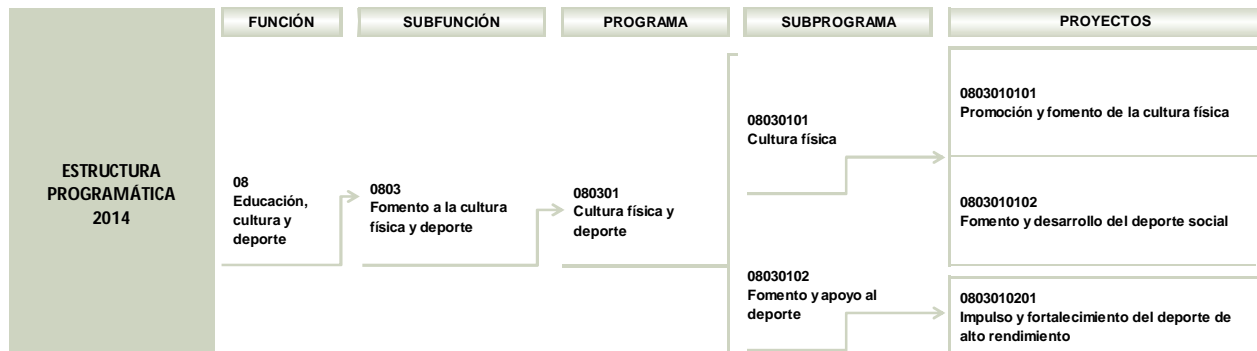 FUNCIÓN
SUBFUNCIÓN
PROGRAMA
SUBPROGRAMA
PROYECTOS
ESTRUCTURA
PROGRAMÁTICA
2014
08
Educación,
cultura y
deporte
0803
Fomento a la cultura
física y deporte
080301
Cultura física y
deporte
08030101
Cultura física
0803010101
Promoción y fomento de la cultura física
0803010102
Fomento y desarrollo del deporte social
08030102
Fomento y apoyo al
deporte
0803010201
Impulso y fortalecimiento del deporte de
alto rendimiento